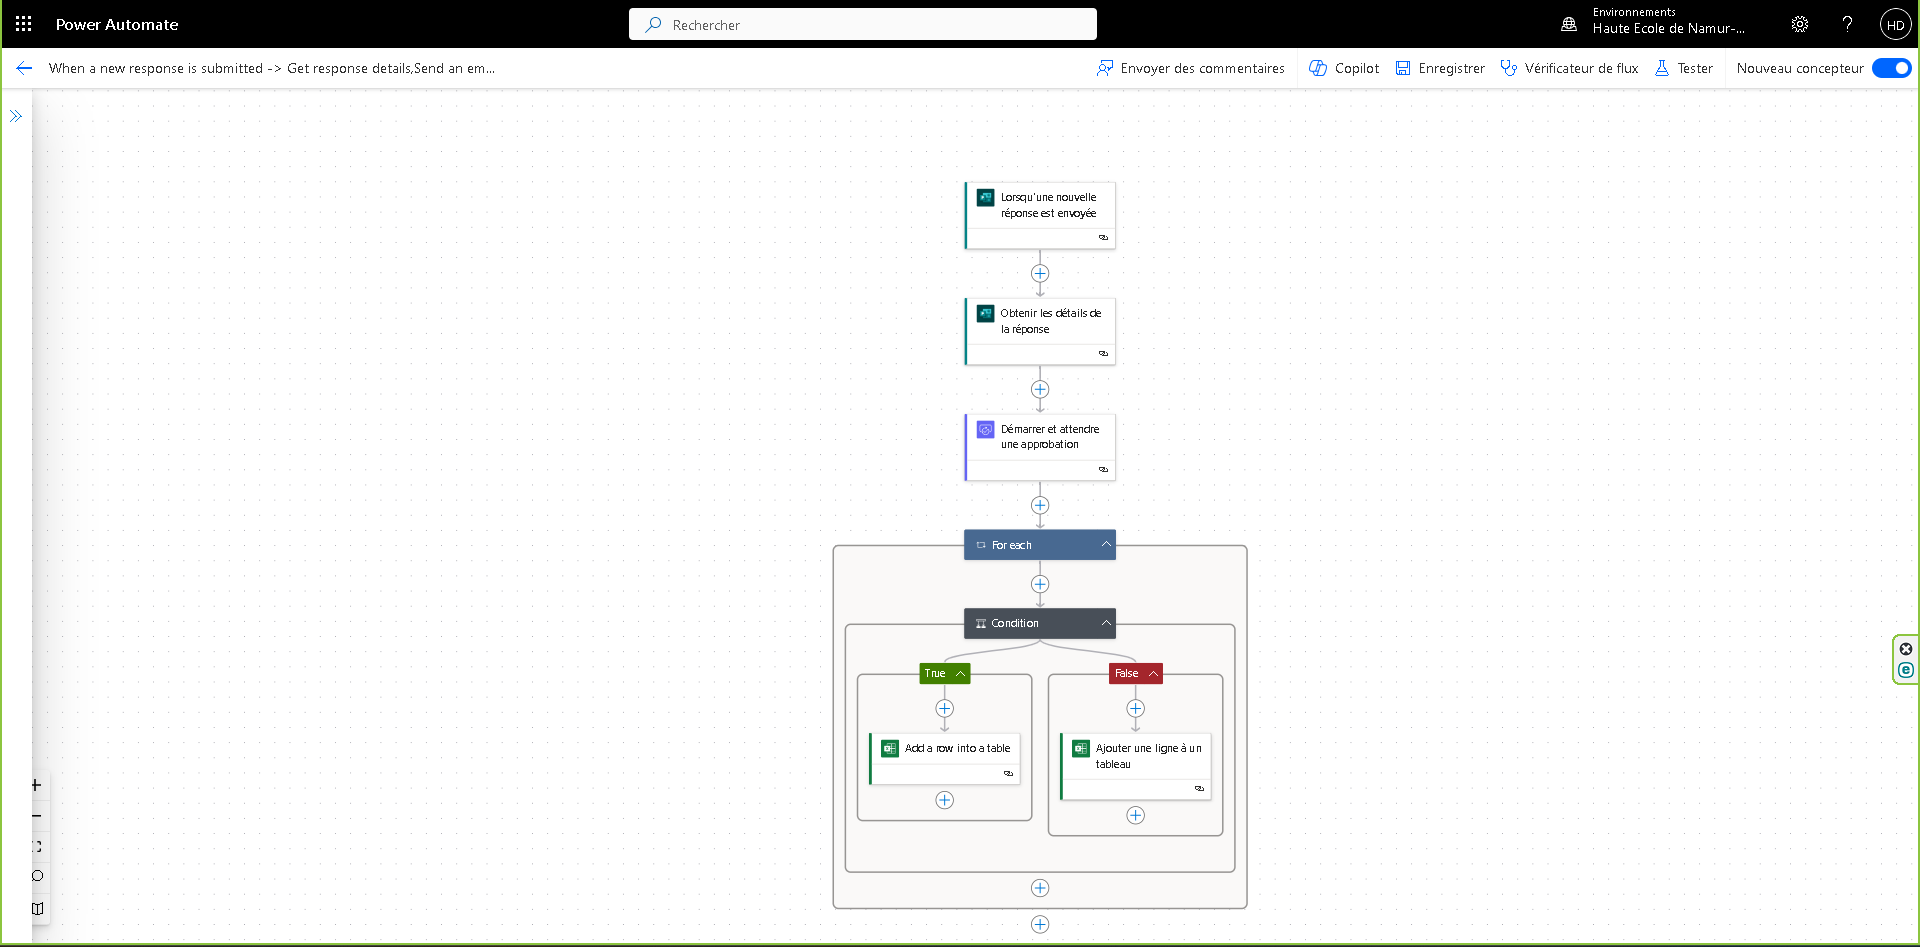 Power Automate
Rechercher
Environnements
Haute Ecole de Namur-...
?
HD
When a new response is submitted -> Get response details,Send an em...
Envoyer des commentaires
Copilot
Enregistrer
Vérificateur de flux
Tester
Nouveau concepteur
Lorsqu'une nouvelle
réponse est envoyée
Obtenir les détails de
la réponse
Démarrer et attendre
une approbation
For each
Condition
True
False
Add a row into a table
Ajouter une ligne à un
tableau